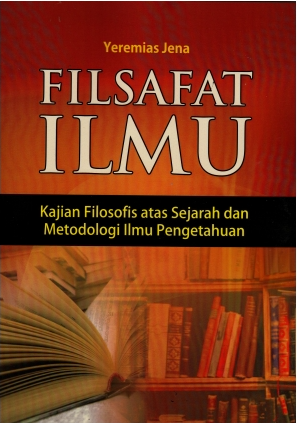 Yeremias Jena
FILSAFAT
ILMU
Kajian Filosofis atas Sejarah dan
Metodologi Ilmu Pengetahuan